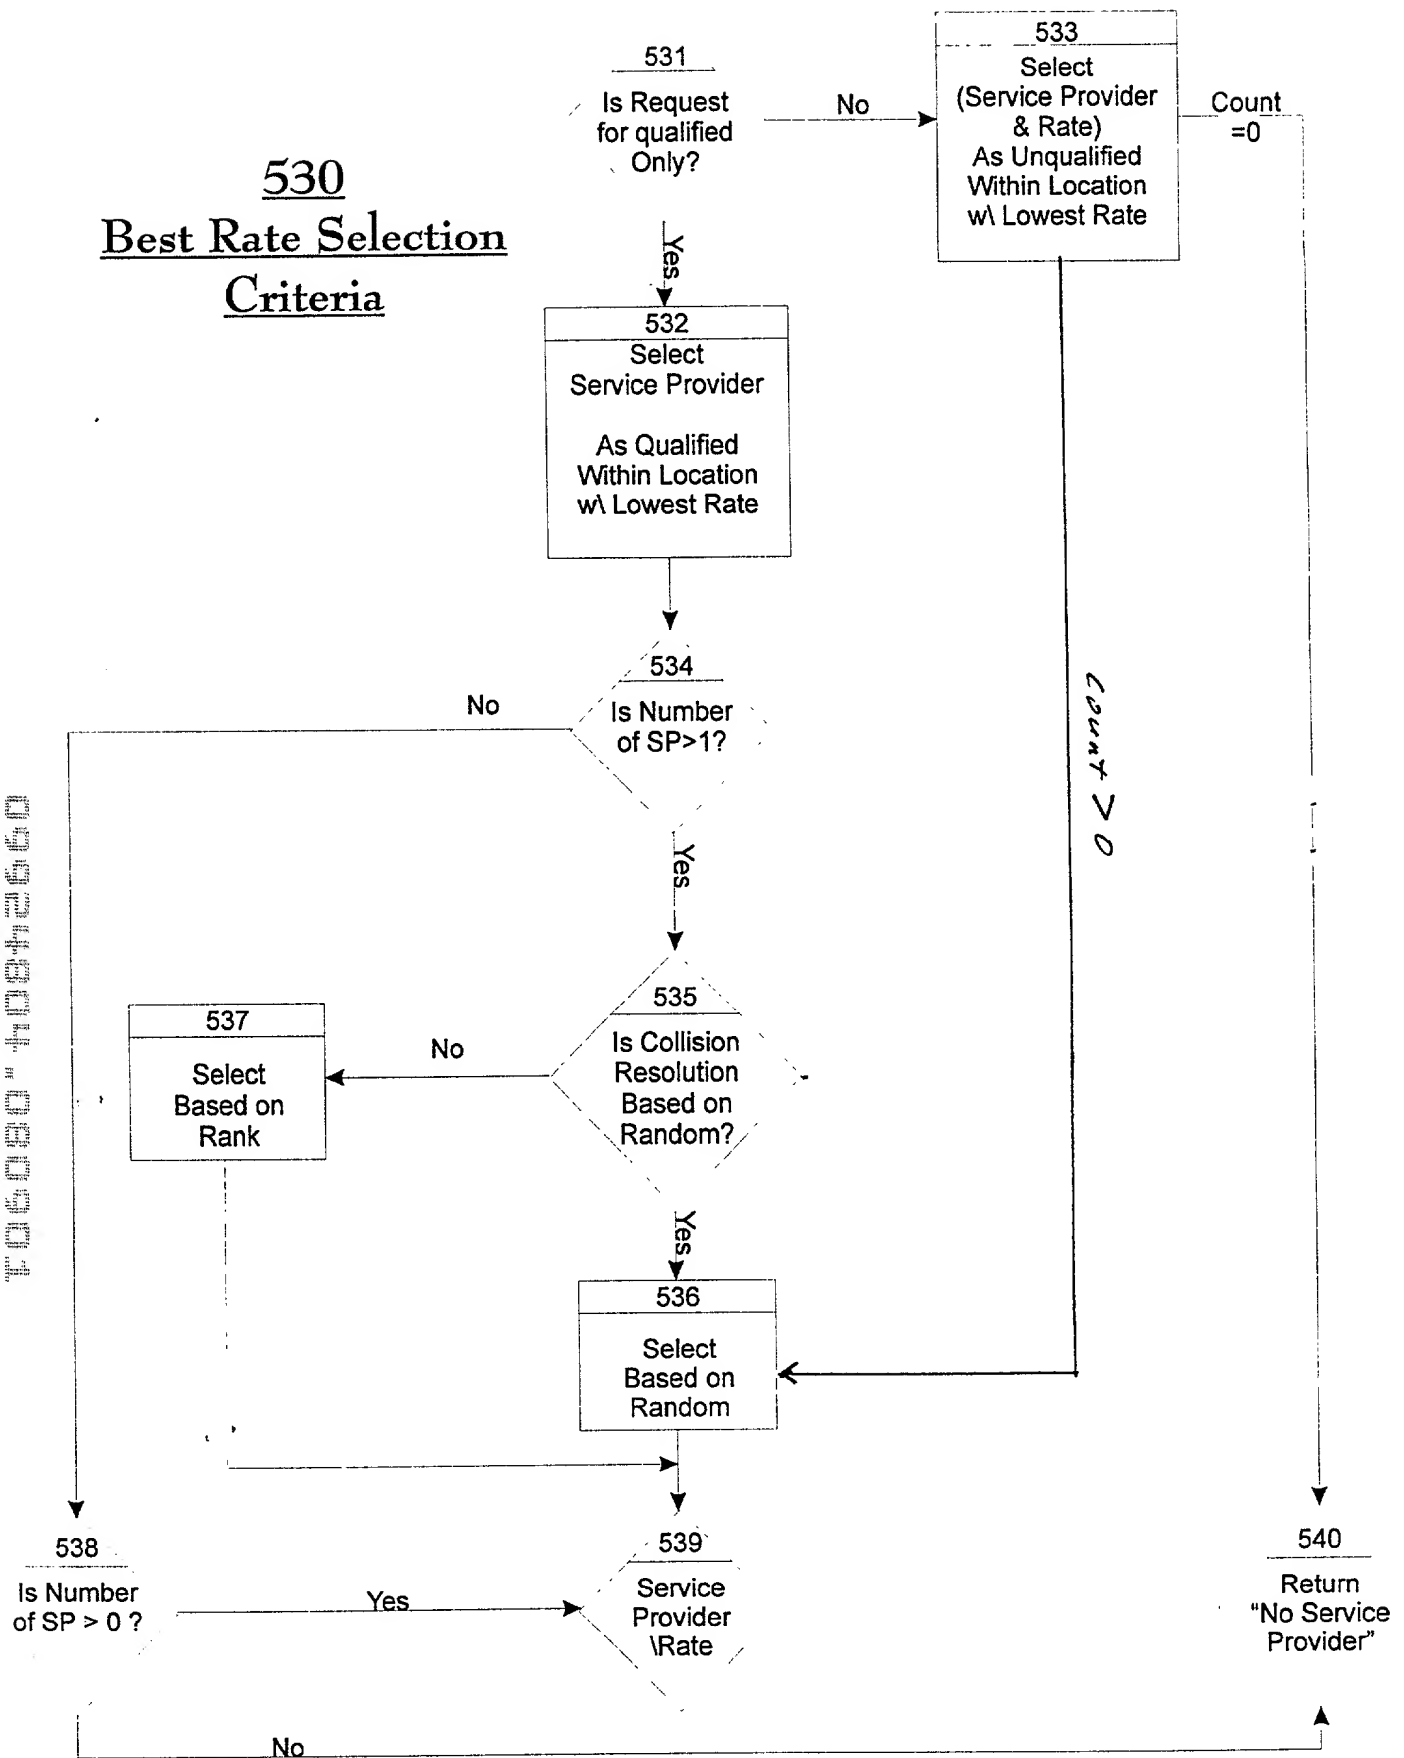 530
Best Rate Selection
Criteria
531
Is Request
for qualified
Only?
No
533
Select
(Service Provider
& Rate)
As Unqualified
Within Location
w\ Lowest Rate
Count
=0
Yes
532
Select
Service Provider
As Qualified
Within Location
w\ Lowest Rate
534
Is Number
of SP>1?
No
Count > 0
Yes
535
Is Collision
Resolution
Based on
Random?
No
537
Select
Based on
Rank
Yes
536
Select
Based on
Random
538
Is Number
of SP > 0 ?
Yes
539
Service
Provider
\Rate
540
Return
“No Service
Provider”
No